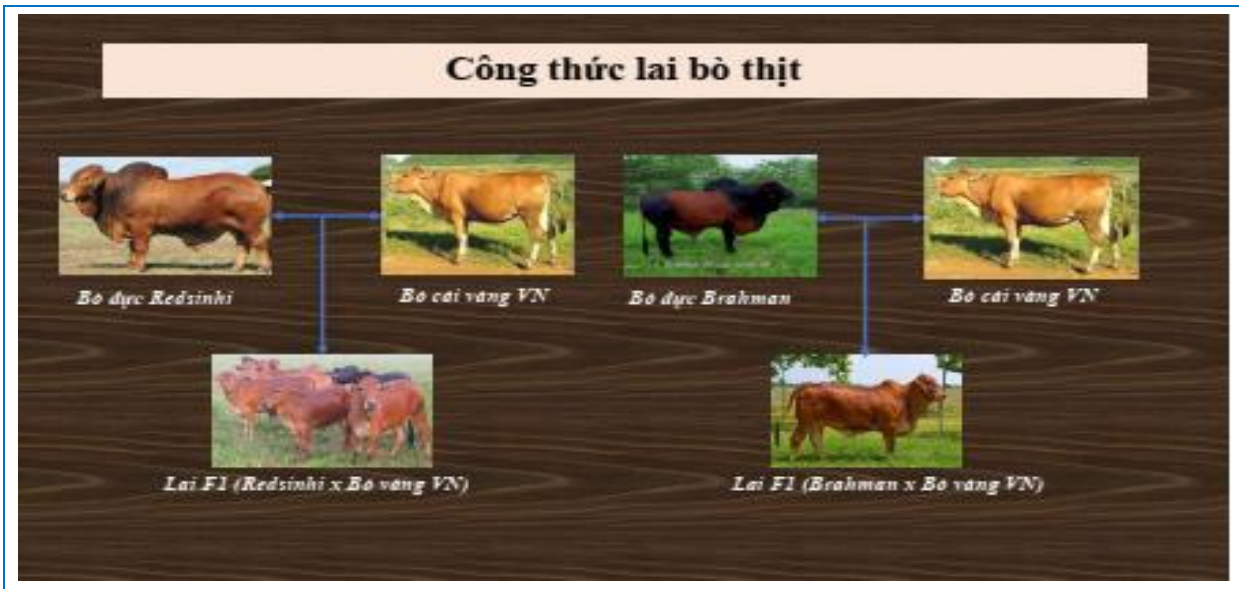 Công thức lai bò thịt
Bò đực Redsinhi
Bò cái vàng VN
Bò đực Brahman
Bò cái vàng VN
Lai F1 (Redsinhi x Bò vàng VN)
Lai F1 (Brahman x Bò vàng VN)